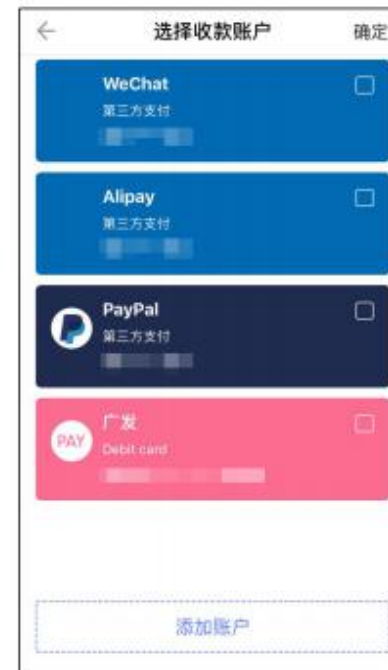 选择收款账户 确定
WeChat
第三方支付
Alipay
第三方支付
PayPal
第三方支付
PAY
广发
Debit card
添加账户